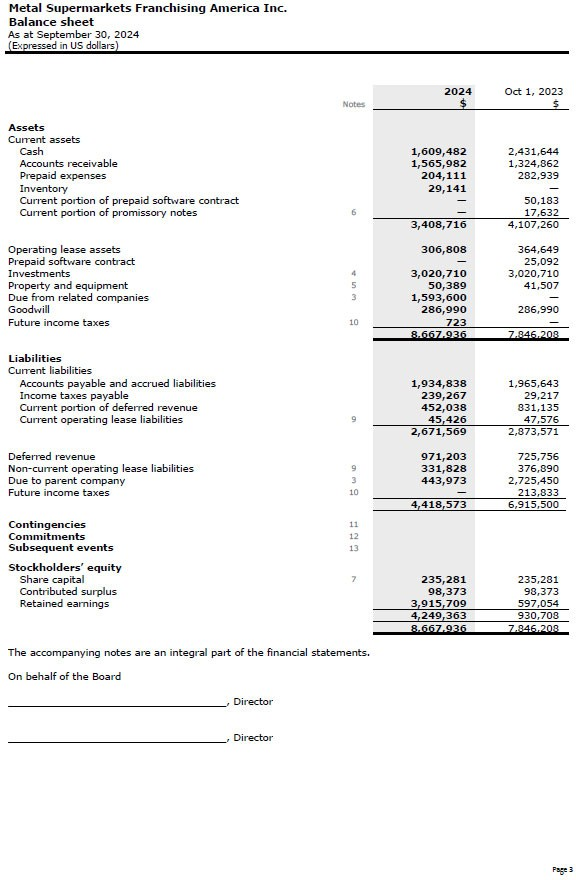 Metal Supermarkets Franchising America Inc.
Balance sheet
As at September 30, 2024
(Expressed in US dollars)
2024 Oct 1, 2023
Notes $ $
Assets
Current assets
Cash 1,609,482 2,431,644
Accounts receivable 1,565,982 1,324,862
Prepaid expenses 204,111 282,939
Inventory 29,141 —
Current portion of prepaid software contract — 50,183
Current portion of promissory notes 6 — 17,632
3,408,716 4,107,260
Operating lease assets 306,808 364,649
Prepaid software contract — 25,092
Investments 4 3,020,710 3,020,710
Property and equipment 5 50,389 41,507
Due from related companies 3 1,593,600 —
Goodwill 286,990 286,990
Future income taxes 10 723 —
8,667,936 7,846,208
Liabilities
Current liabilities
Accounts payable and accrued liabilities 1,934,838 1,965,643
Income taxes payable 239,267 29,217
Current portion of deferred revenue 452,038 831,135
Current operating lease liabilities 9 45,426 47,576
2,671,569 2,873,571
Deferred revenue 971,203 725,756
Non-current operating lease liabilities 9 331,828 376,890
Due to parent company 3 443,973 2,725,450
Future income taxes 10 — 213,833
4,418,573 6,915,500
Contingencies 11
Commitments 12
Subsequent events 13
Stockholders' equity
Share capital 7 235,281 235,281
Contributed surplus 98,373 98,373
Retained earnings 3,915,709 597,054
4,249,363 930,708
8,667,936 7,846,208
The accompanying notes are an integral part of the financial statements.
On behalf of the Board
, Director
, Director
Page 3